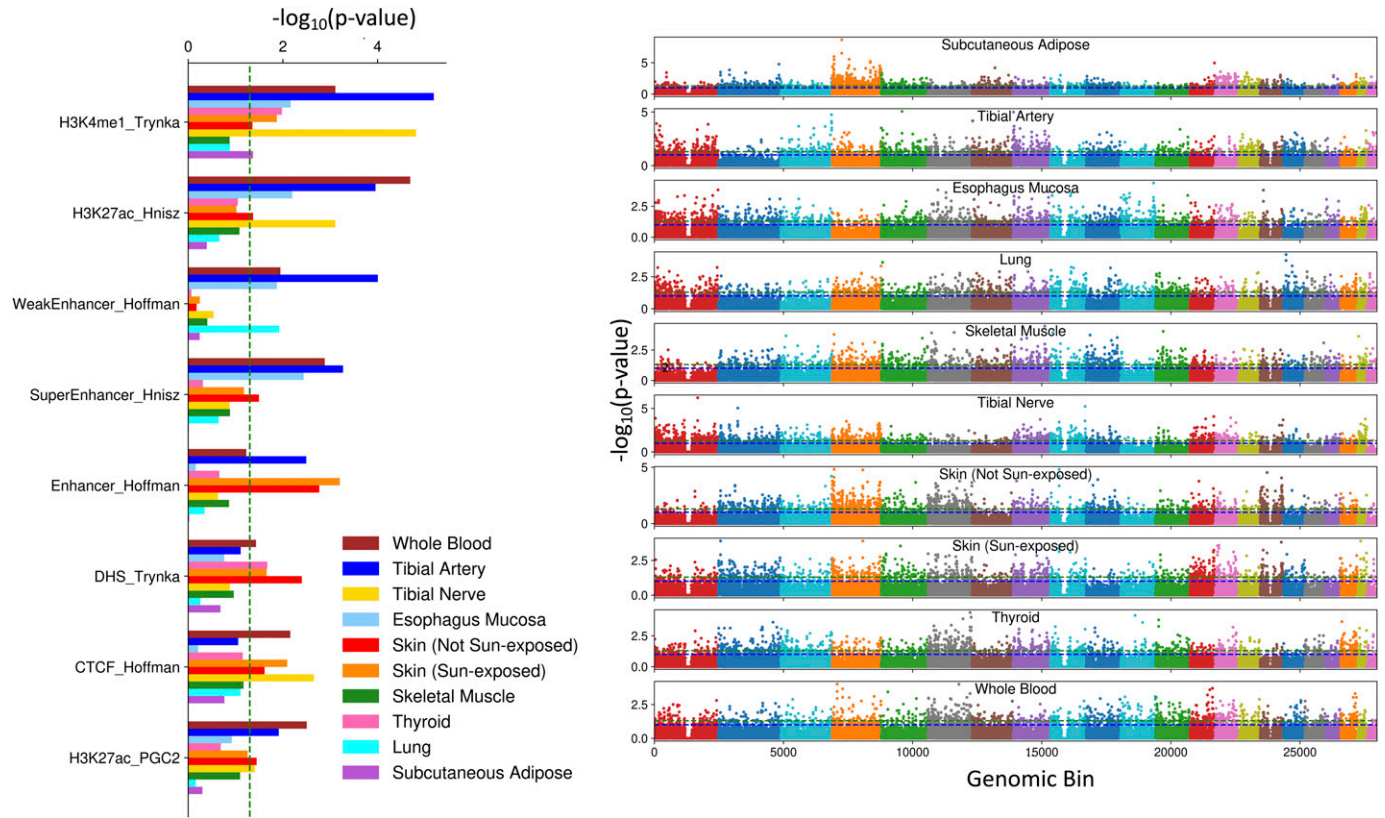 -log₁₀(p-value)
0 2 4
H3K4me1_Trynka
H3K27ac_Hnisz
WeakEnhancer_Hoffman
SuperEnhancer_Hnisz
Enhancer_Hoffman
DHS_Trynka
CTCF_Hoffman
H3K27ac_PGC2
Whole Blood
Tibial Artery
Tibial Nerve
Esophagus Mucosa
Skin (Not Sun-exposed)
Skin (Sun-exposed)
Skeletal Muscle
Thyroid
Lung
Subcutaneous Adipose
-log₁₀(p-value)
Subcutaneous Adipose
5
0
Tibial Artery
5
0
Esophagus Mucosa
2.5
0.0
Lung
2.5
0
Skeletal Muscle
2.5
2
0
Tibial Nerve
5
0
Skin (Not Sun-exposed)
5
0
Skin (Sun-exposed)
2.5
0.0
Thyroid
2.5
0.0
Whole Blood
2.5
0.0
0 5000 10000 15000 20000 25000
Genomic Bin